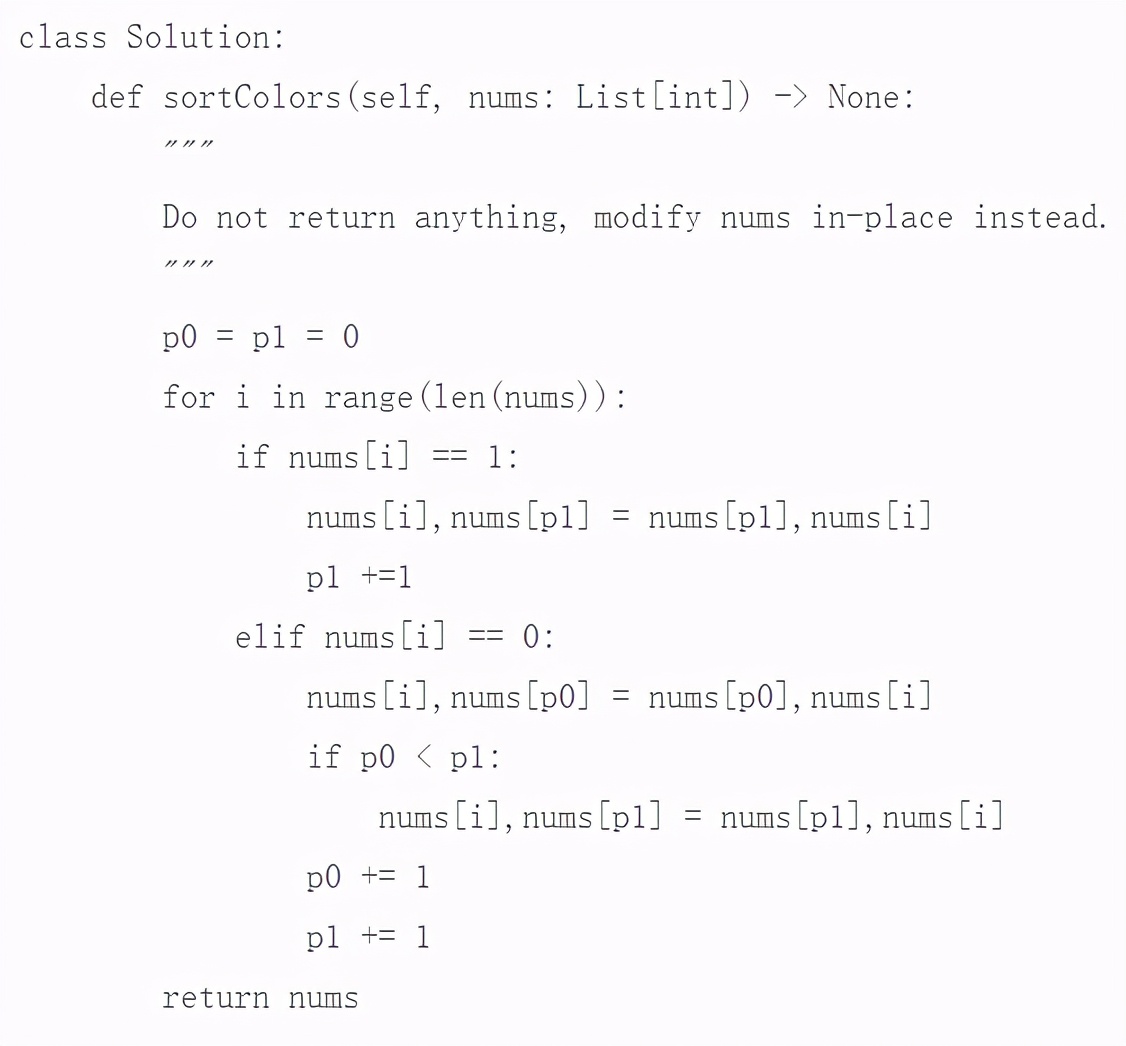 class Solution:
    def sortColors(self, nums: List[int]) -> None:
        """
        Do not return anything, modify nums in-place instead.
        """
        p0 = p1 = 0
        for i in range(len(nums)):
            if nums[i] == 1:
                nums[i],nums[p1] = nums[p1],nums[i]
                p1 +=1
            elif nums[i] == 0:
                nums[i],nums[p0] = nums[p0],nums[i]
                if p0 < p1:
                    nums[i],nums[p1] = nums[p1],nums[i]
                p0 += 1
                p1 += 1
        return nums